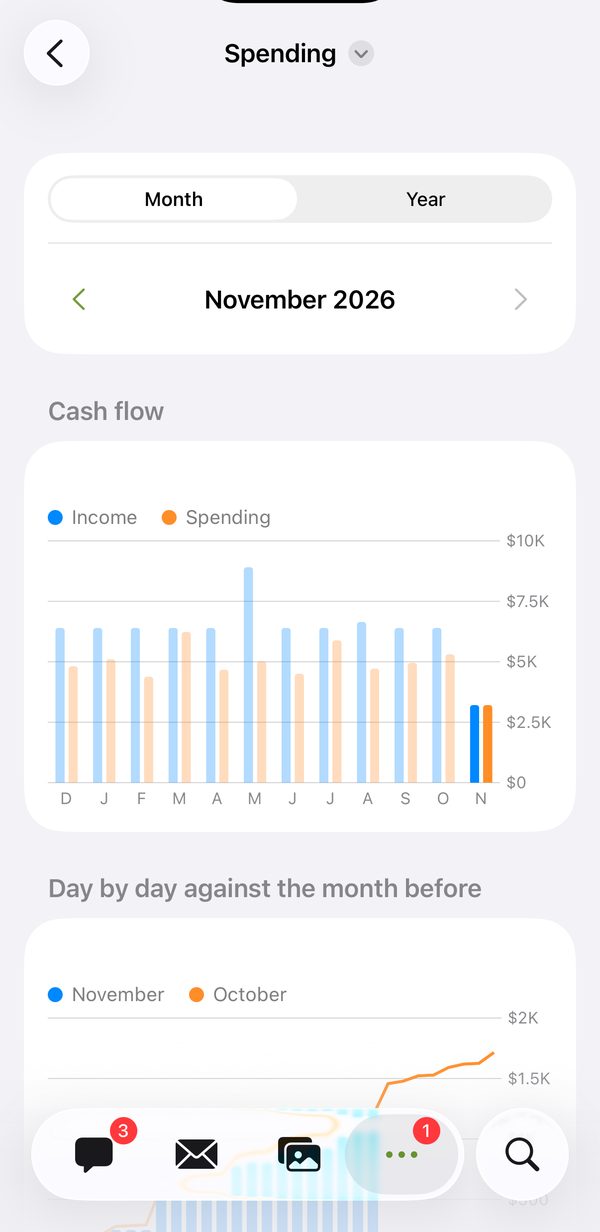 Spending
Month Year
November 2026
Cash flow
Income Spending
$10K
$7.5K
$5K
$2.5K
$0
D J F M A M J J A S O N
Day by day against the month before
November October
$2K
$1.5K
3
1
$500